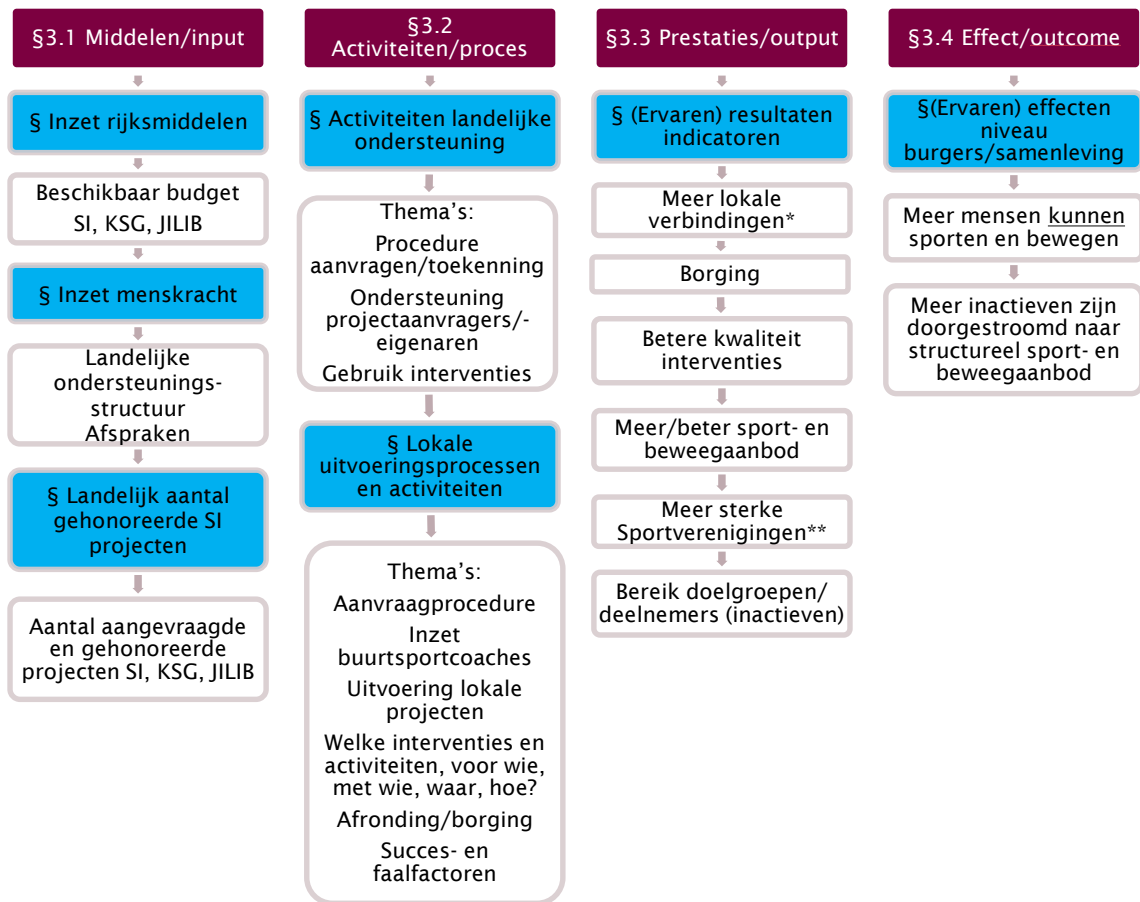 §3.1 Middelen/input
§ Inzet rijksmiddelen
Beschikbaar budget
SI, KSG, JILIB
§ Inzet menskracht
Landelijke
ondersteunings-
structuur
Afspraken
§ Landelijk aantal
gehonoreerde SI
projecten
Aantal aangevraagde
en gehonoreerde
projecten SI, KSG, JILIB
§3.2
Activiteiten/proces
§ Activiteiten landelijke
ondersteuning
Thema's:
Procedure
aanvragen/toekenning
Ondersteuning
projectaanvragers/-
eigenaren
Gebruik interventies
§ Lokale
uitvoeringsprocessen
en activiteiten
Thema's:
Aanvraagprocedure
Inzet
buurtsportcoaches
Uitvoering lokale
projecten
Welke interventies en
activiteiten, voor wie,
met wie, waar, hoe?
Afronding/borging
Succes- en
faalfactoren
§3.3 Prestaties/output
§ (Ervaren) resultaten
indicatoren
Meer lokale
verbindingen*
Borging
Betere kwaliteit
interventies
Meer/beter sport- en
beweegaanbod
Meer sterke
Sportverenigingen**
Bereik doelgroepen/
deelnemers (inactieven)
§3.4 Effect/outcome
§(Ervaren) effecten
niveau
burgers/samenleving
Meer mensen kunnen
sporten en bewegen
Meer inactieven zijn
doorgestroomd naar
structureel sport- en
beweegaanbod